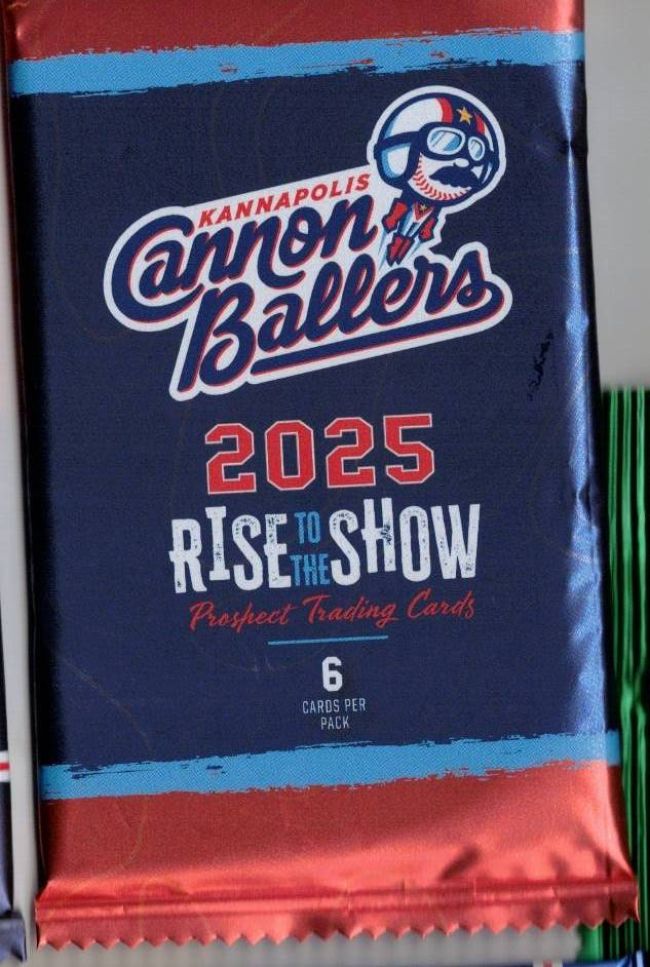 KANNAPOLIS
Cannon
Ballers
2025
RISE TO THE SHOW
Prospect Trading Cards
6
CARDS PER
PACK